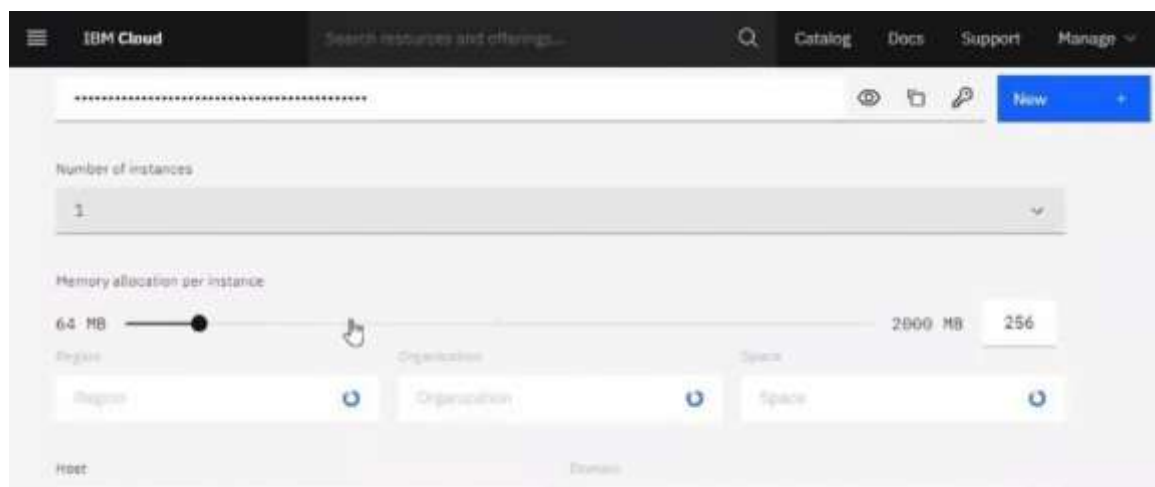 IBM Cloud Search resources and offerings... Catalog Docs Support Manage
New +
Number of instances
1
Memory allocation per instance
64 MB 2000 MB 256
Region Organization Space
Region Organization Space
Host Domain